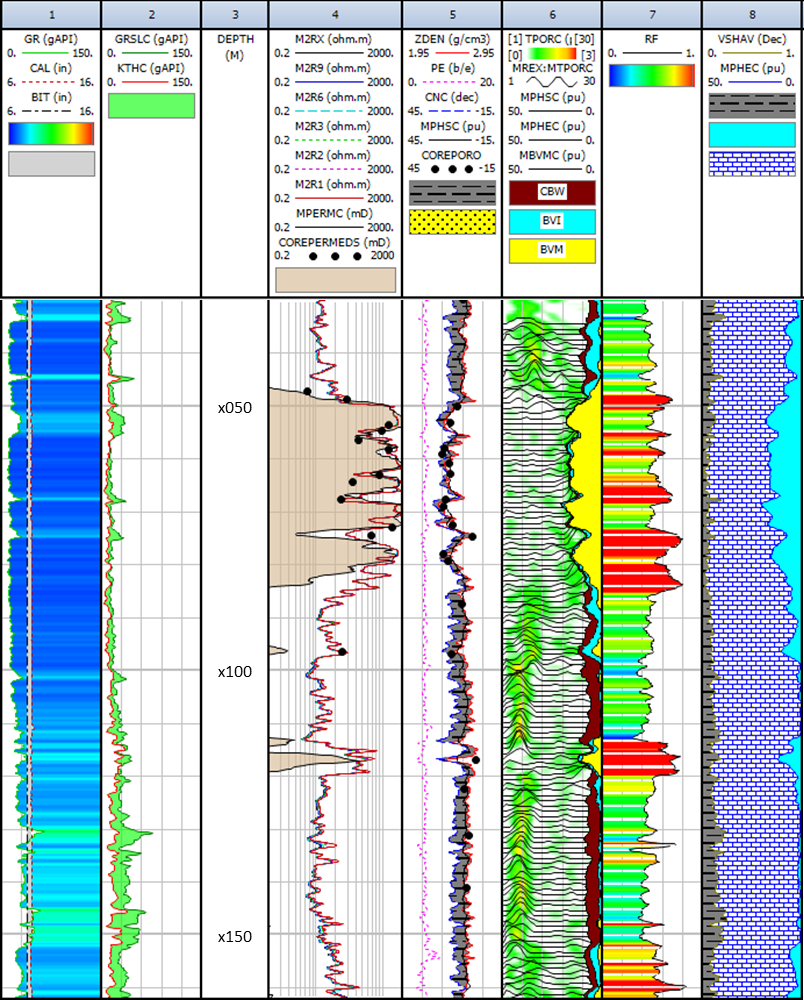 1 2 3 4 5 6 7 8
GR (gAPI)
0. 150.
CAL (in)
6. 16.
BIT (in)
6. 16.
GRSLC (gAPI)
0. 150.
KTHC (gAPI)
0. 150.
DEPTH
(M)
M2RX (ohm.m)
0.2 2000.
M2R9 (ohm.m)
0.2 2000.
M2R6 (ohm.m)
0.2 2000.
M2R3 (ohm.m)
0.2 2000.
M2R2 (ohm.m)
0.2 2000.
M2R1 (ohm.m)
0.2 2000.
MPERMC (mD)
0.2 2000.
COREPERMEDS (mD)
0.2 2000
ZDEN (g/cm3)
1.95 2.95
PE (b/e)
0. 20.
CNC (dec)
45. -15.
MPHSC (pu)
45. -15.
COREPORO
45 -15
[1] TPORC (µ [30]
[0] [3]
MREX:MTPORC
1 30
MPHSC (pu)
50. 0.
MPHEC (pu)
50. 0.
MBVMC (pu)
50. 0.
CBW
BVI
BVM
RF
0. 1.
VSHAV (Dec)
0. 1.
MPHEC (pu)
50. 0.
x050
x100
x150